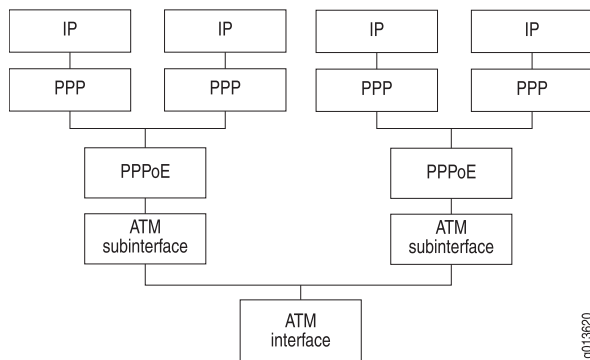 IP
IP
IP
IP
PPP
PPP
PPP
PPP
PPPoE
PPPoE
ATM
subinterface
ATM
subinterface
ATM
interface
g013620